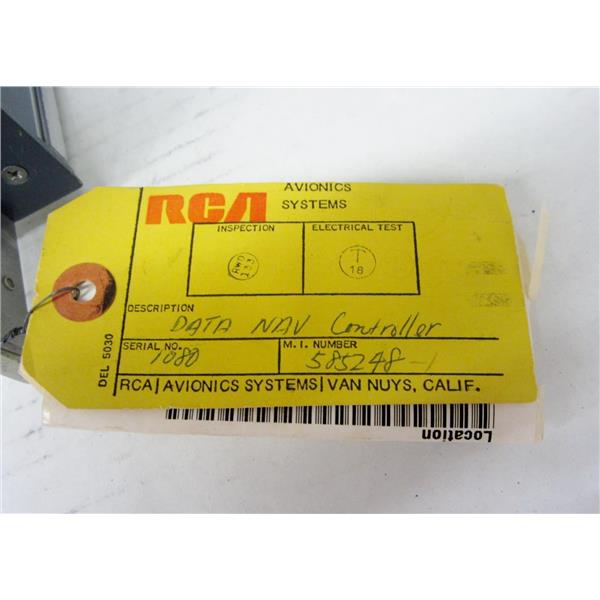 RCA AVIONICS
SYSTEMS
INSPECTION ELECTRICAL TEST
T
18
DESCRIPTION
DATA NAV Controller
SERIAL NO. M.I. NUMBER
1080 585248-1
RCA|AVIONICS SYSTEMS|VAN NUYS, CALIF.
DEL 5030
Location